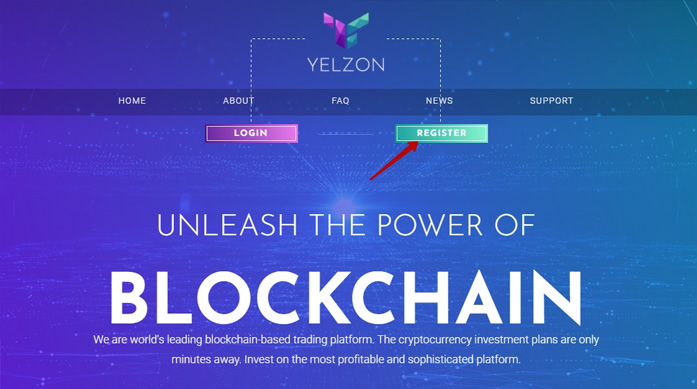 YELZON
HOME ABOUT FAQ NEWS SUPPORT
LOGIN REGISTER
UNLEASH THE POWER OF
BLOCKCHAIN
We are world's leading blockchain-based trading platform. The cryptocurrency investment plans are only
minutes away. Invest on the most profitable and sophisticated platform.